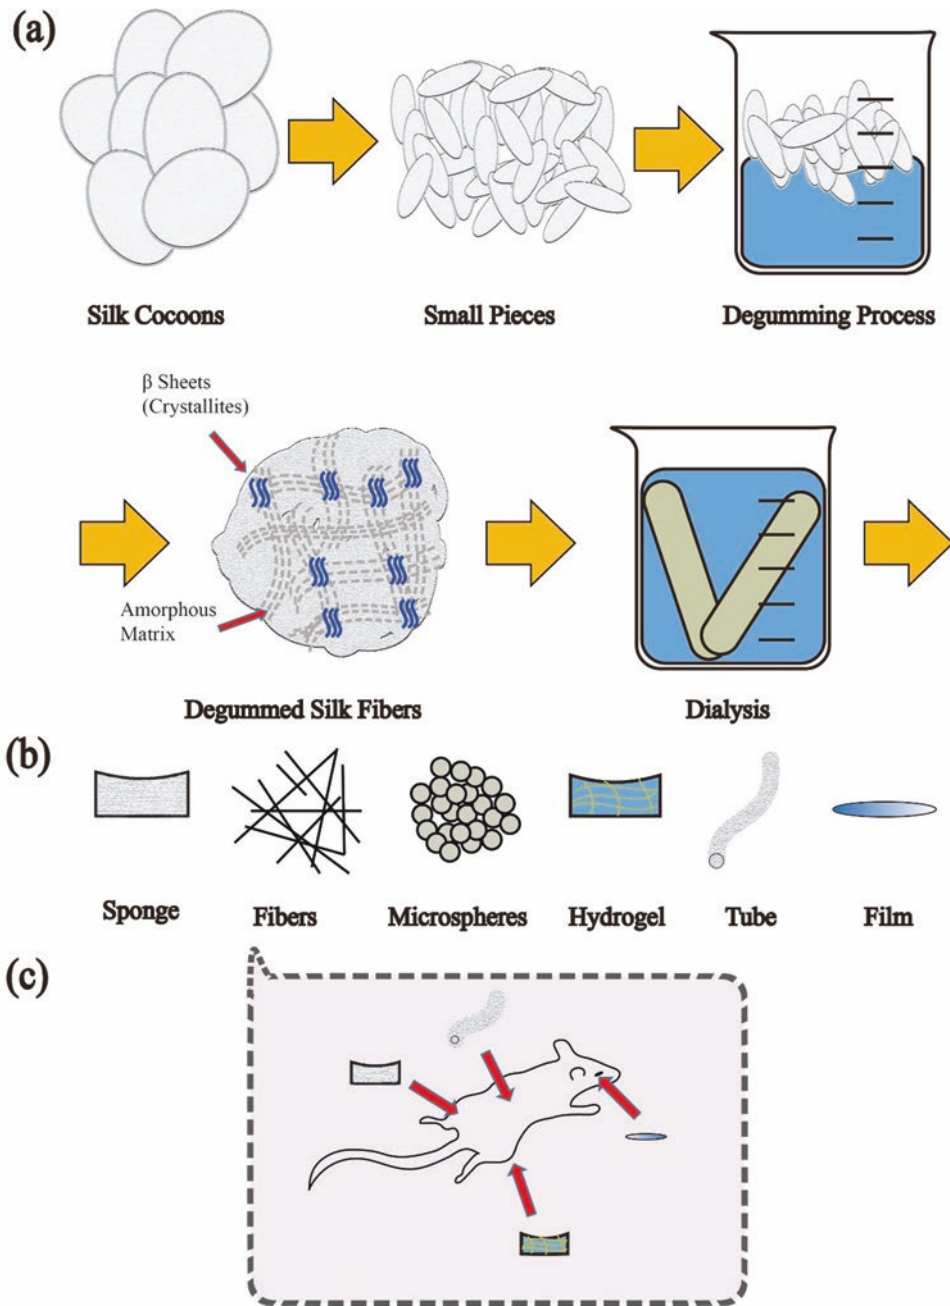 (a)
Silk Cocoons
Small Pieces
Degumming Process
β Sheets
(Crystallites)
Amorphous
Matrix
Degummed Silk Fibers
Dialysis
(b)
Sponge
Fibers
Microspheres
Hydrogel
Tube
Film
(c)